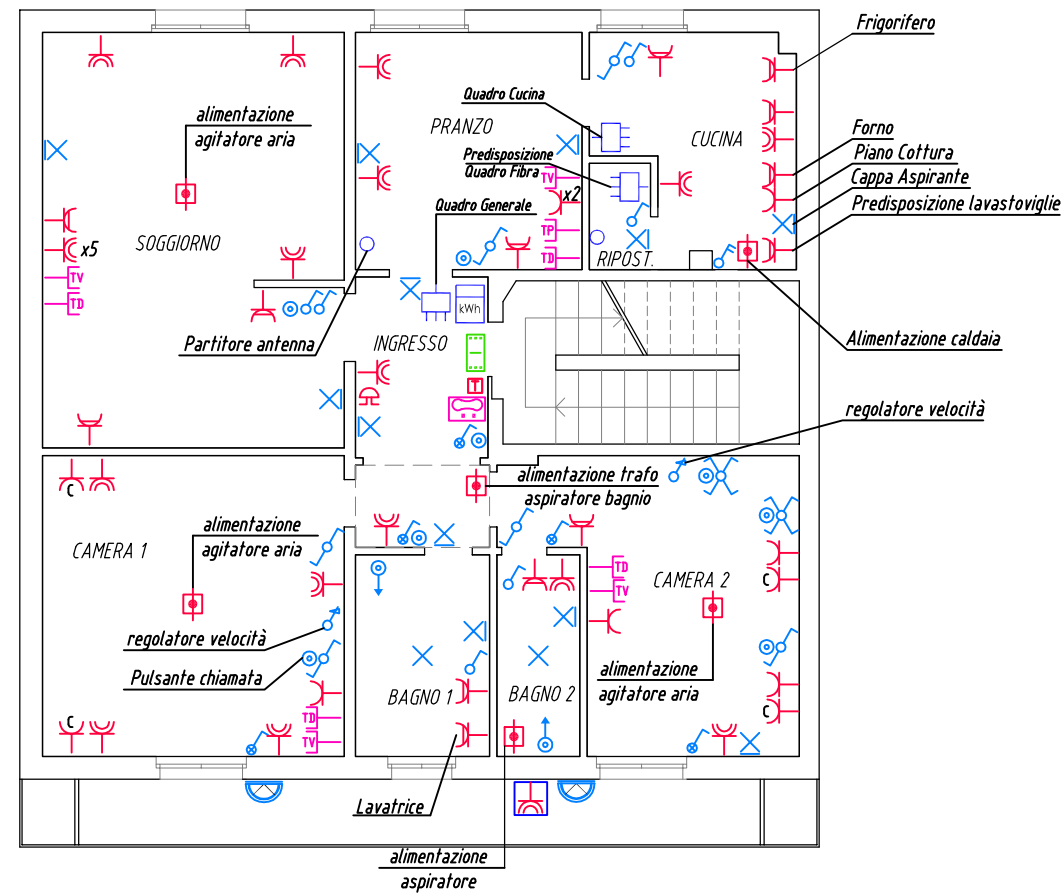 Frigorifero
alimentazione
agitatore aria
Quadro Cucina
PRANZO
CUCINA
Forno
Piano Cottura
Cappa Aspirante
Predisposizione lavastoviglie
Predisposizione
Quadro Fibra
TV
x2
Quadro Generale
TP
TD
SOGGIORNO
x5
TV
TD
RIPOST.
kWh
Partitore antenna
INGRESSO
Alimentazione caldaia
T
regolatore velocità
alimentazione trafo
aspiratore bagnio
C
CAMERA 1
alimentazione
agitatore aria
TD
TV
CAMERA 2
C
regolatore velocità
Pulsante chiamata
alimentazione
agitatore aria
BAGNO 1
BAGNO 2
C
TD
TV
C
Lavatrice
alimentazione
aspiratore